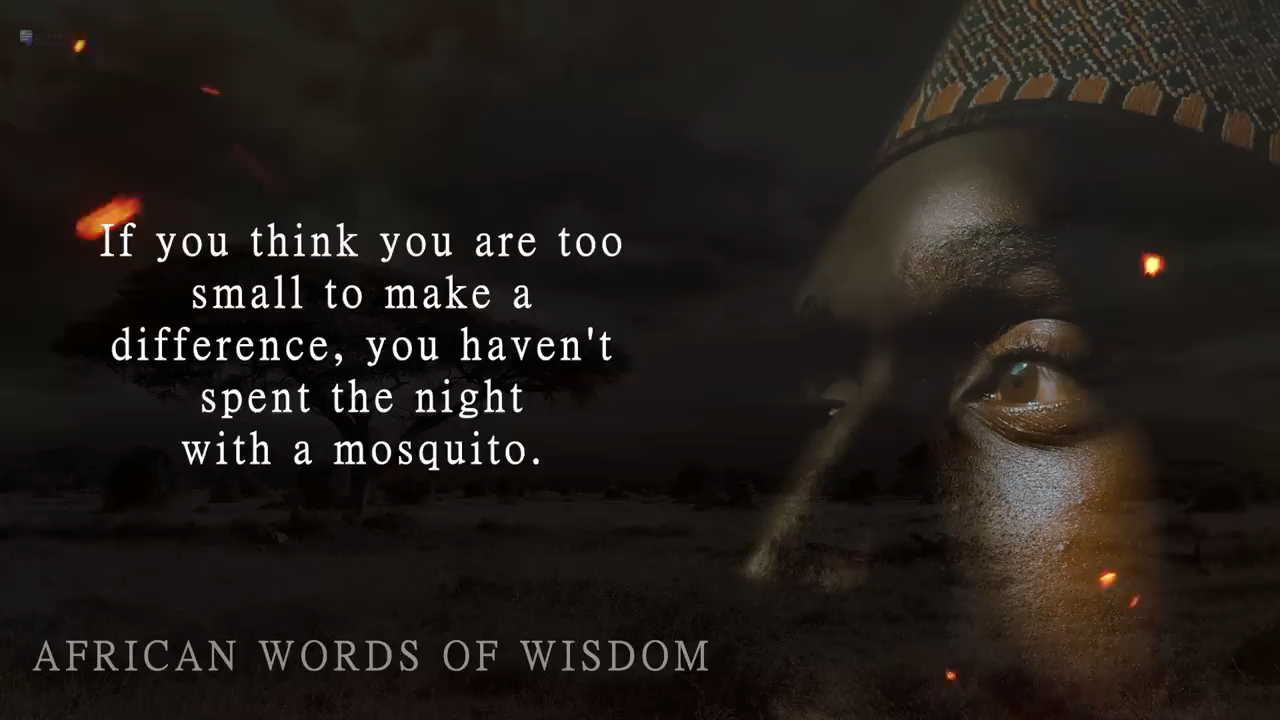 If you think you are too
small to make a
difference, you haven't
spent the night
with a mosquito.
AFRICAN WORDS OF WISDOM